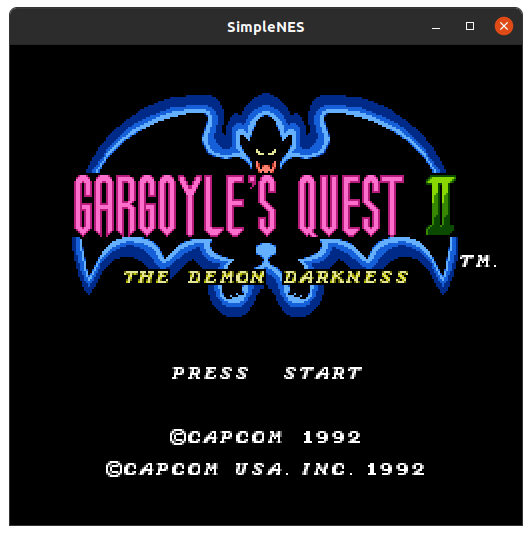 SimpleNES
GARGOYLE'S QUEST II
TM.
THE DEMON DARKNESS
PRESS START
©CAPCOM 1992
©CAPCOM USA. INC. 1992